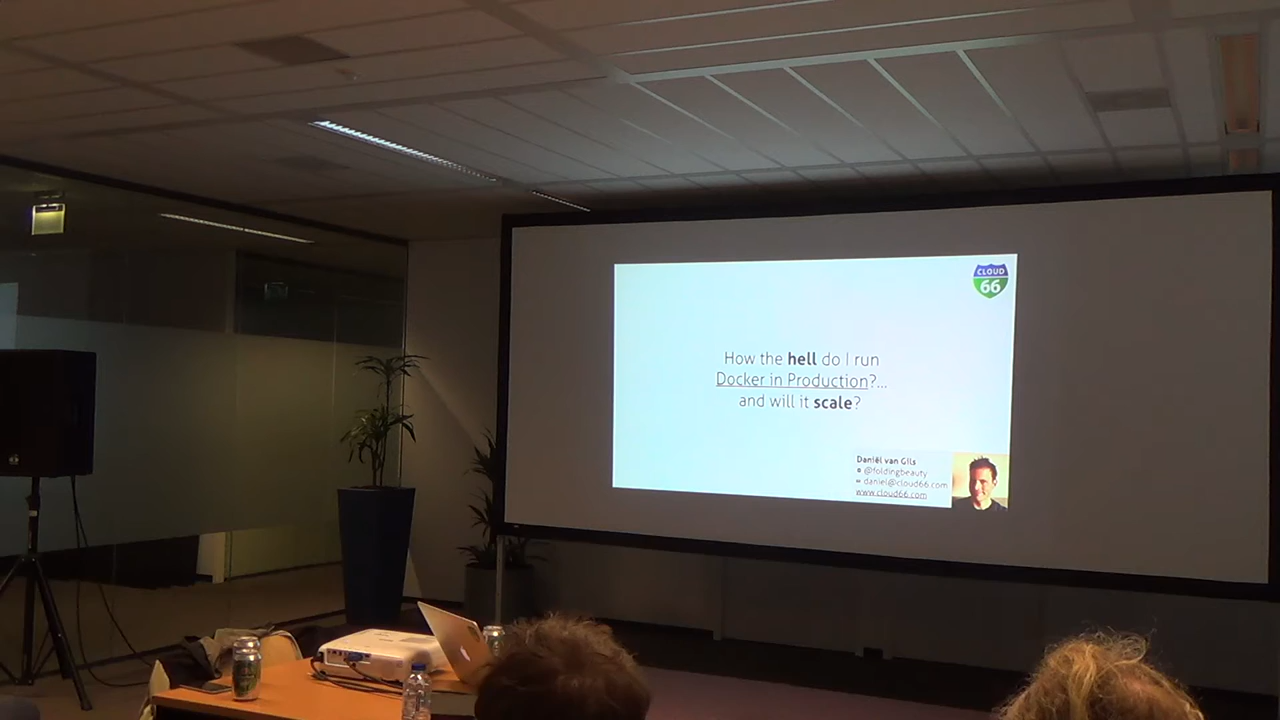 CLOUD
66
How the hell do I run
Docker in Production?...
and will it scale?
Daniël van Gils
@foldingbeauty
daniel@cloud66.com
www.cloud66.com